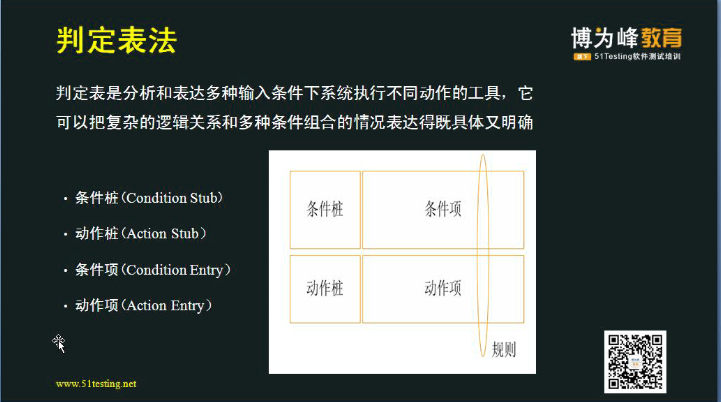 判定表法
博为峰教育
旗下 51Testing软件测试培训
判定表是分析和表达多种输入条件下系统执行不同动作的工具，它
可以把复杂的逻辑关系和多种条件组合的情况表达得既具体又明确
• 条件桩（Condition Stub）
• 动作桩（Action Stub）
• 条件项（Condition Entry）
• 动作项（Action Entry）
条件桩 条件项
动作桩 动作项
规则
www.51testing.net